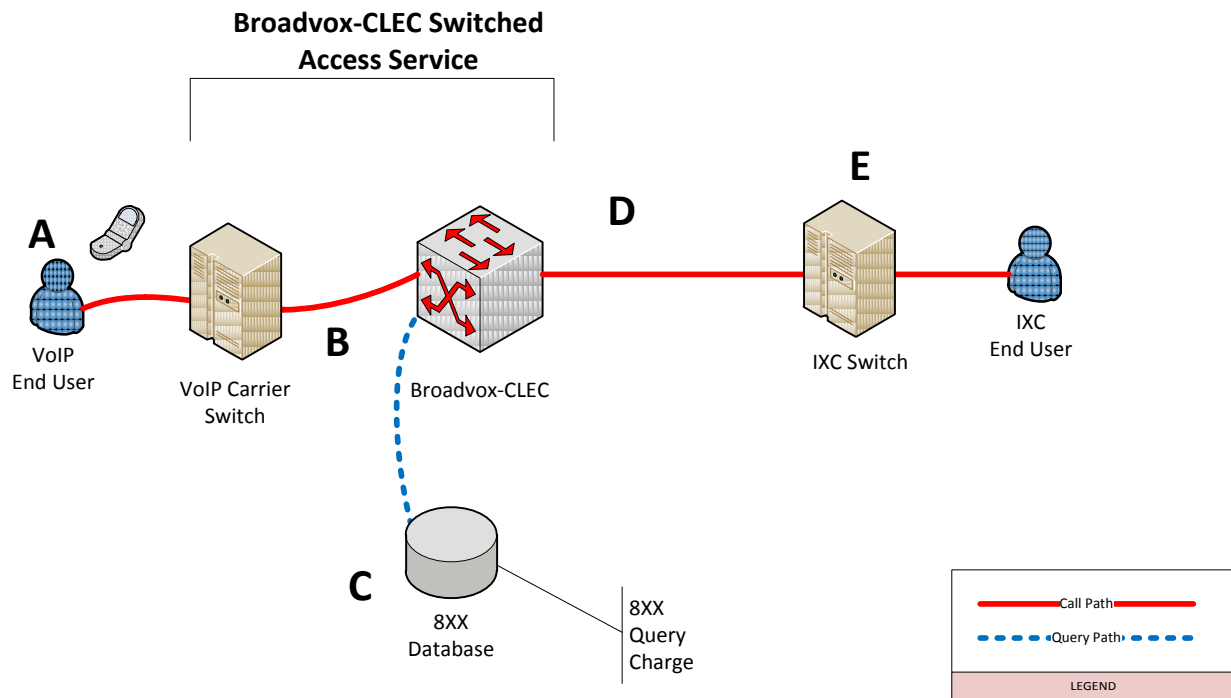 Broadvox-CLEC Switched
Access Service
A
B
C
D
E
VoIP
End User
VoIP Carrier
Switch
Broadvox-CLEC
IXC Switch
IXC
End User
8XX
Database
8XX
Query
Charge
Call Path
Query Path
LEGEND